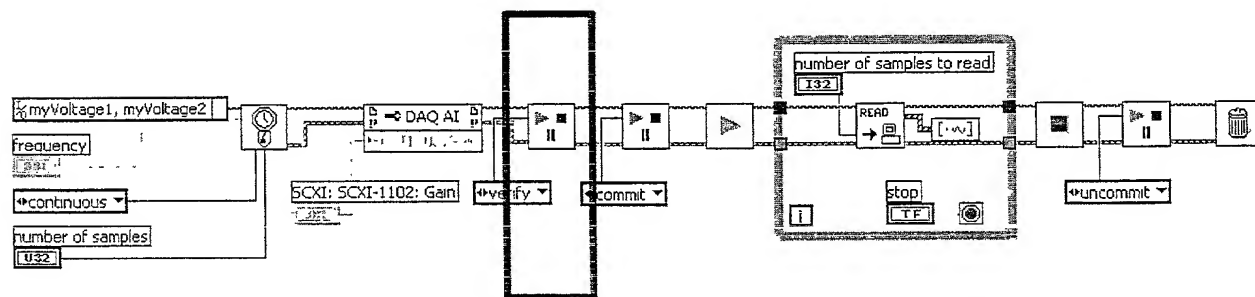 myVoltage1, myVoltage2
frequency
continuous
number of samples
U32
DAQ AI
SCXI: SCXI-1102: Gain
verify
commit
number of samples to read
I32
READ
stop
TF
i
uncommit